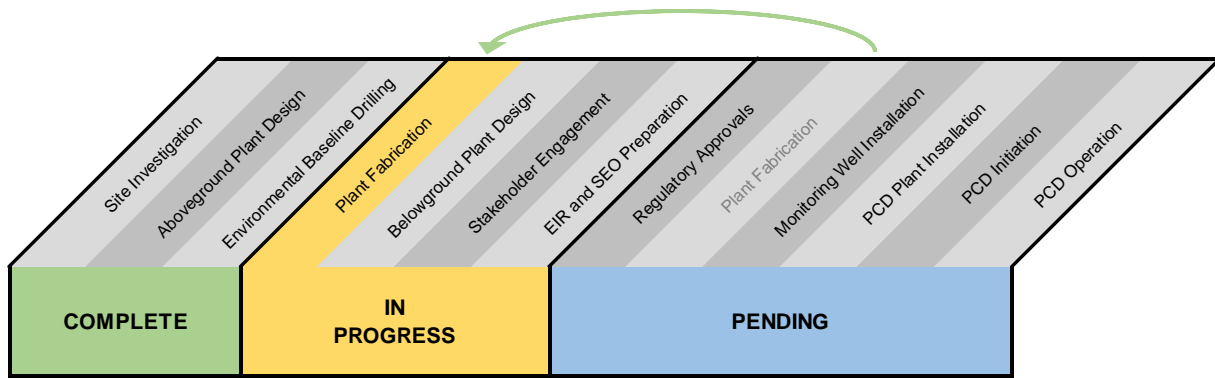 Site Investigation
Aboveground Plant Design
Environmental Baseline Drilling
Plant Fabrication
Belowground Plant Design
Stakeholder Engagement
EIR and SEO Preparation
Regulatory Approvals
Plant Fabrication
Monitoring Well Installation
PCD Plant Installation
PCD Initiation
PCD Operation
COMPLETE
IN
PROGRESS
PENDING